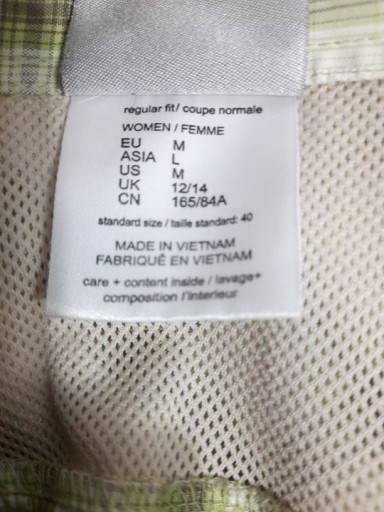 regular fit/ coupe normale
WOMEN / FEMME
EU M
ASIA L
US M
UK 12/14
CN 165/84A
standard size / taille standard: 40
MADE IN VIETNAM
FABRIQUÉ EN VIETNAM
care + content inside / lavage+
composition l'interieur